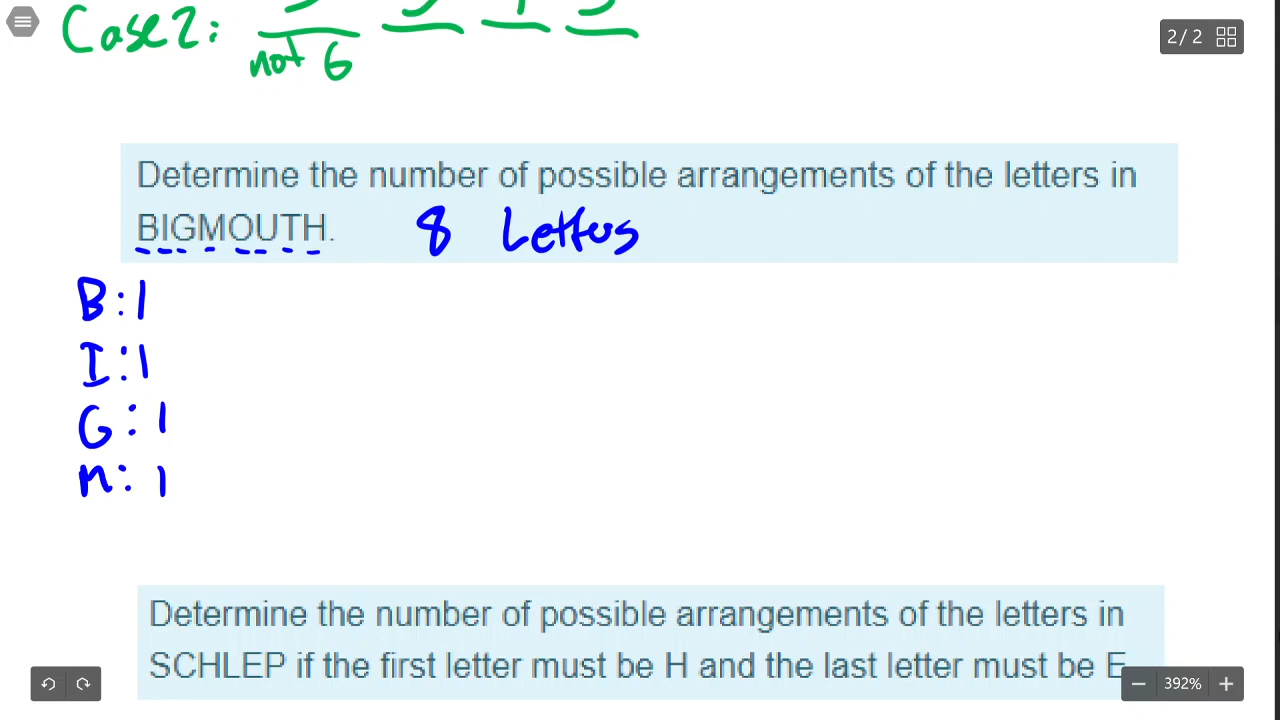 Case 2:
not 6
2 / 2
Determine the number of possible arrangements of the letters in
BIGMOUTH. 8 Letters
B : 1
I : 1
G : 1
M : 1
Determine the number of possible arrangements of the letters in
SCHLEP if the first letter must be H and the last letter must be E
392%